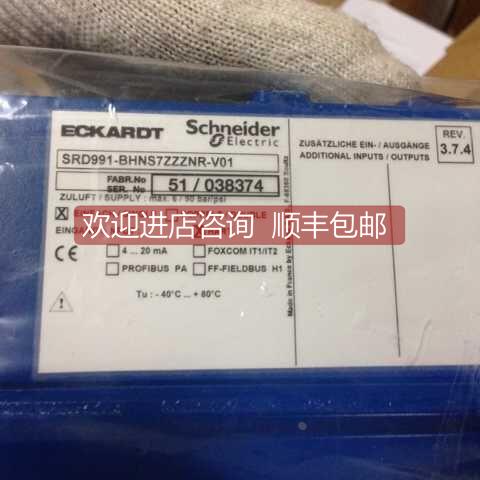 ECKARDT Schneider Electric
SRD991-BHNS7ZZZNR-V01
FABR.No
SER. No 51 / 038374
ZULUFT / SUPPLY : max. 6 / 90 bar/psi
欢迎进店咨询 顺丰包邮
EINGA
4 ... 20 mA FOXCOM IT1/IT2
PROFIBUS PA FF-FIELDBUS H1
Tu : - 40°C ... + 80°C
Made in France by
ZUSÄTZLICHE EIN- / AUSGÄNGE
ADDITIONAL INPUTS / OUTPUTS
REV.
3.7.4